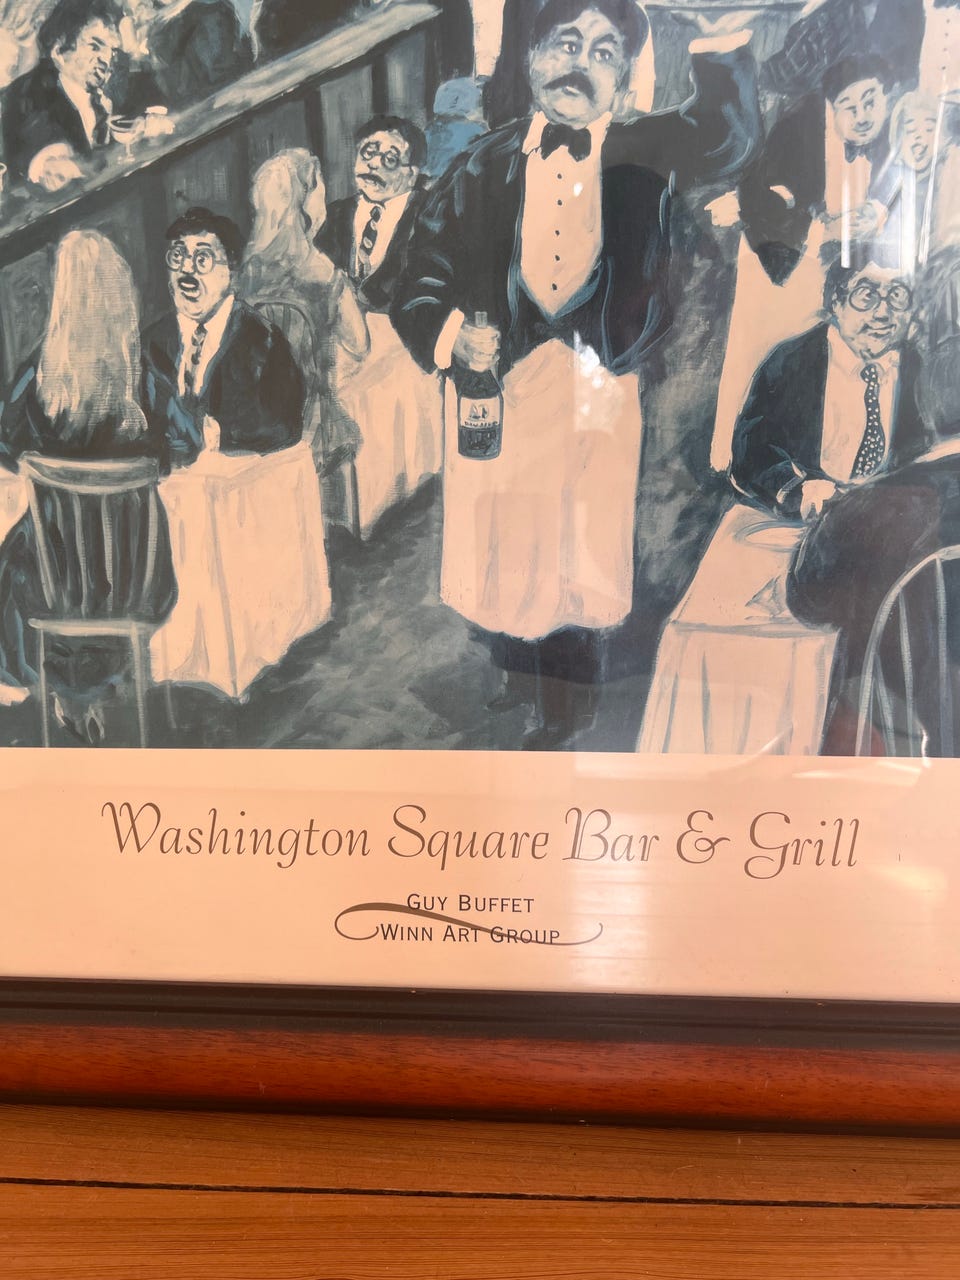 Washington Square Bar & Grill
GUY BUFFET
WINN ART GROUP